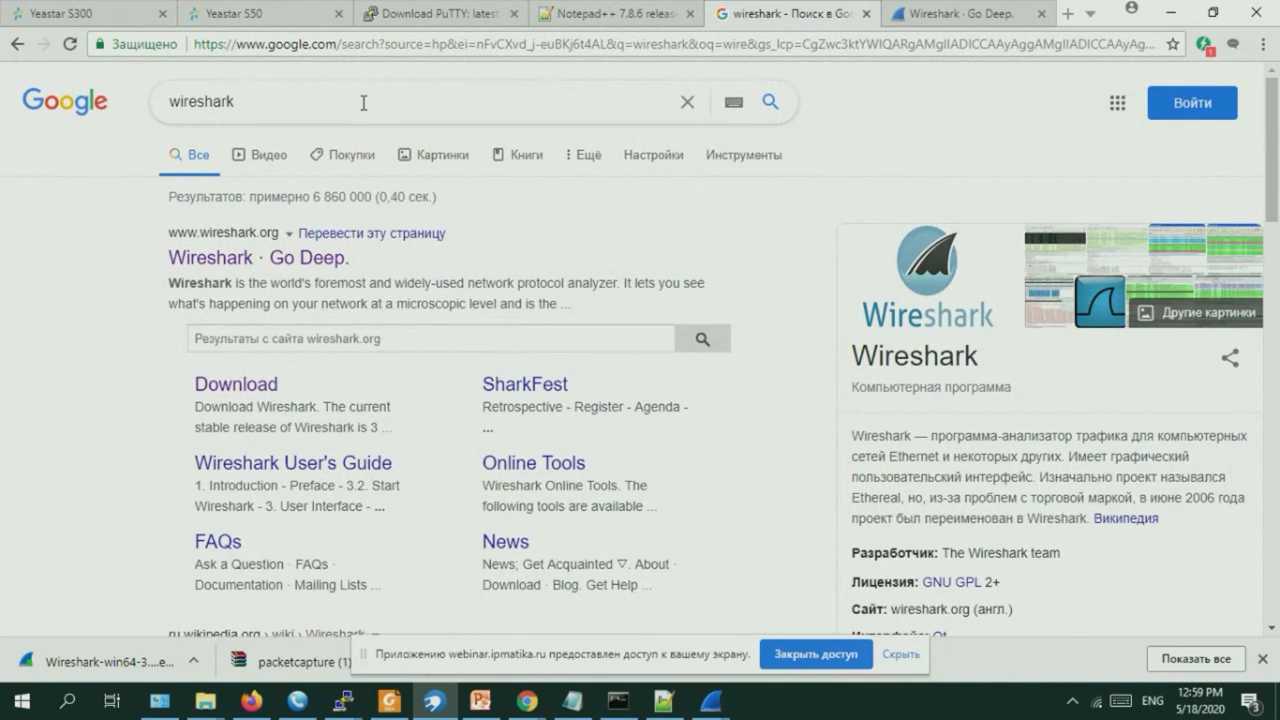 Yeastar S300
Yeastar S50
Download PuTTY: latest
Notepad++ 7.8.6 releas
wireshark - Поиск в Goo
Wireshark · Go Deep.
Защищено
https://www.google.com/search?source=hp&ei=nFvCXvd_j-euBKj6t4AL&q=wireshark&oq=wire&gs_lcp=CgZwc3ktYWIQARgAMgIIADICCAAyAggAMgIIADICCAAyAg...
Google
wireshark
Войти
Все
Видео
Покупки
Картинки
Книги
Ещё
Настройки
Инструменты
Результатов: примерно 6 860 000 (0,40 сек.)
www.wireshark.org
Перевести эту страницу
Wireshark · Go Deep.
Wireshark is the world's foremost and widely-used network protocol analyzer. It lets you see
what's happening on your network at a microscopic level and is the ...
Результаты с сайта wireshark.org
Download
Download Wireshark. The current
stable release of Wireshark is 3 ...
SharkFest
Retrospective - Register - Agenda -
...
Wireshark User's Guide
1. Introduction - Preface - 3.2. Start
Wireshark - 3. User Interface - ...
Online Tools
Wireshark Online Tools. The
following tools are available ...
FAQs
Ask a Question · FAQs ·
Documentation · Mailing Lists ...
News
News; Get Acquainted ▽. About ·
Download · Blog. Get Help ...
ru.wikipedia.org › wiki › Wireshark
Wireshark
Другие картинки
Wireshark
Компьютерная программа
Wireshark — программа-анализатор трафика для компьютерных
сетей Ethernet и некоторых других. Имеет графический
пользовательский интерфейс. Изначально проект назывался
Ethereal, но, из-за проблем с торговой маркой, в июне 2006 года
проект был переименован в Wireshark. Википедия
Разработчик: The Wireshark team
Лицензия: GNU GPL 2+
Сайт: wireshark.org (англ.)
Интерфейс: Qt
Wireshark-win64-3....e...
packetcapture (1)
Приложению webinar.ipmatika.ru предоставлен доступ к вашему экрану.
Закрыть доступ
Скрыть
Показать все
ENG
12:59 PM
5/18/2020
3